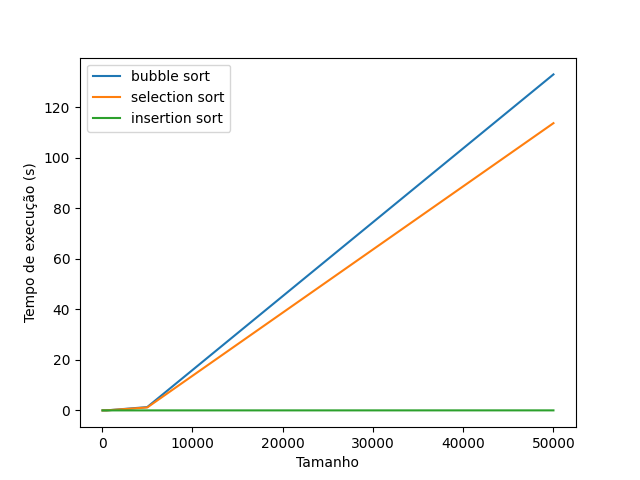 bubble sort
selection sort
insertion sort
Tempo de execução (s)
120
100
80
60
40
20
0
0 10000 20000 30000 40000 50000
Tamanho